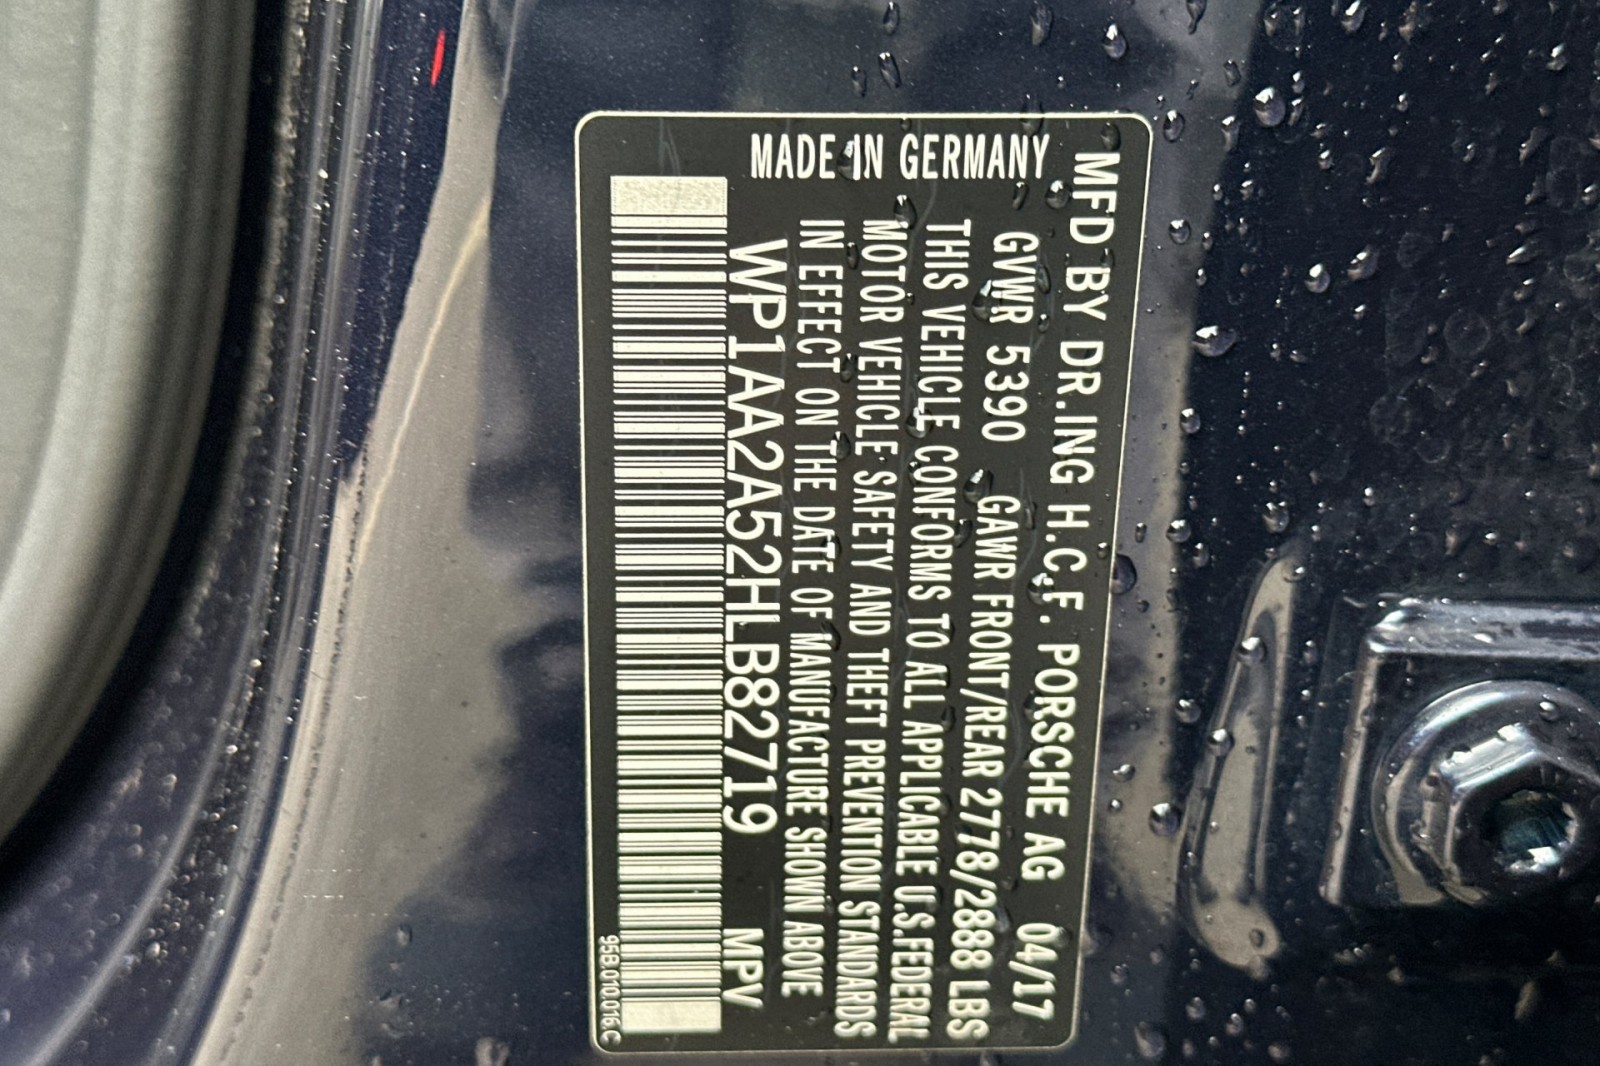 MFD BY DR.ING H.C.F. PORSCHE AG 04/17
MADE IN GERMANY
GVWR 5390 GAWR FRONT/REAR 2778/2888 LBS
THIS VEHICLE CONFORMS TO ALL APPLICABLE U.S.FEDERAL
MOTOR VEHICLE SAFETY AND THEFT PREVENTION STANDARDS
IN EFFECT ON THE DATE OF MANUFACTURE SHOWN ABOVE
WP1AA2A52HLB82719 MPV
95B.010.016.C